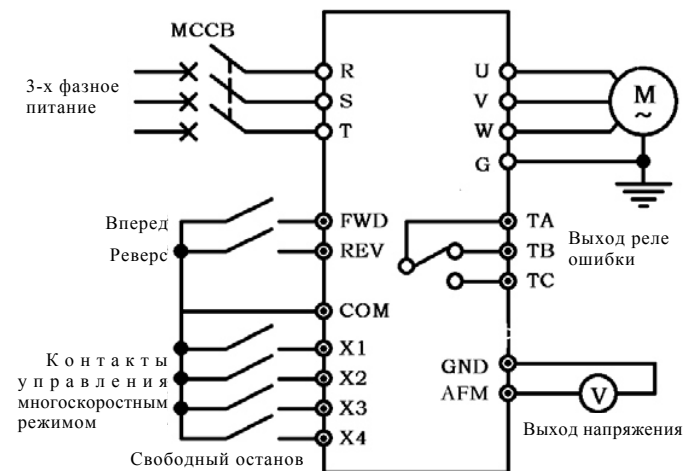 MCCB
3-х фазное
питание
R
S
T
U
V
W
G
M
~
Вперед
Реверс
FWD
REV
COM
TA
TB
TC
Выход реле
ошибки
Контакты
управления
многоскоростным
режимом
X1
X2
X3
X4
Свободный останов
GND
AFM
V
Выход напряжения